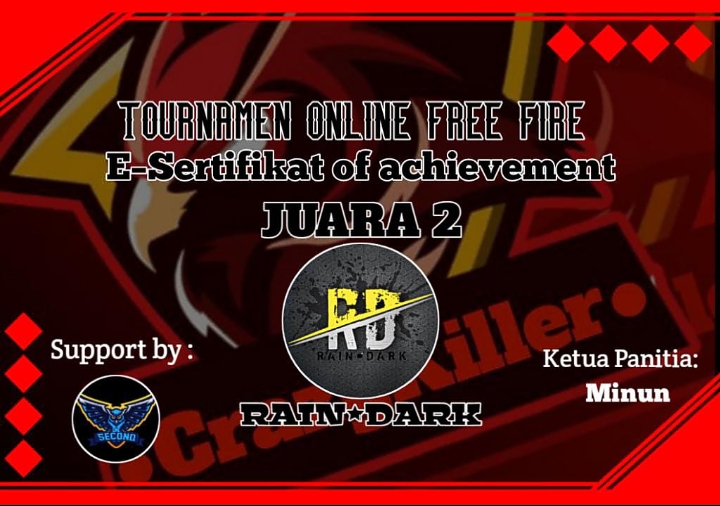 TOURNAMEN ONLINE FREE FIRE
E-Sertifikat of achievement
JUARA 2
RD
RAIN★DARK
Support by :
SECOND
RAIN★DARK
Ketua Panitia:
Minun
Killer